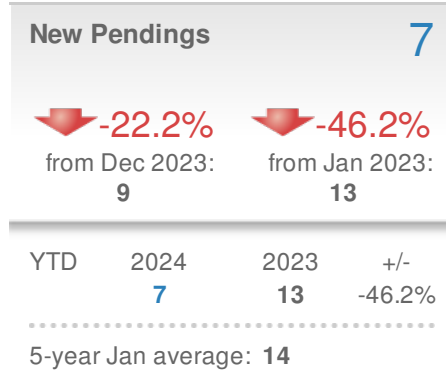 New Pendings 7
-22.2% -46.2%
from Dec 2023: from Jan 2023:
9 13
YTD 2024 2023 +/-
7 13 -46.2%
5-year Jan average: 14